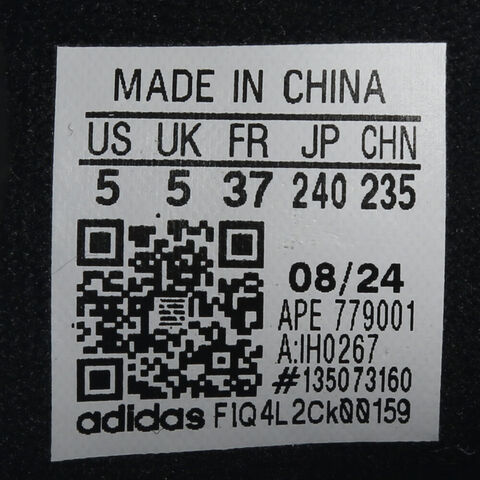 MADE IN CHINA
US UK FR JP CHN
5 5 37 240 235
08/24
APE 779001
A:IH0267
#135073160
adidas F1Q4L2Ck00159